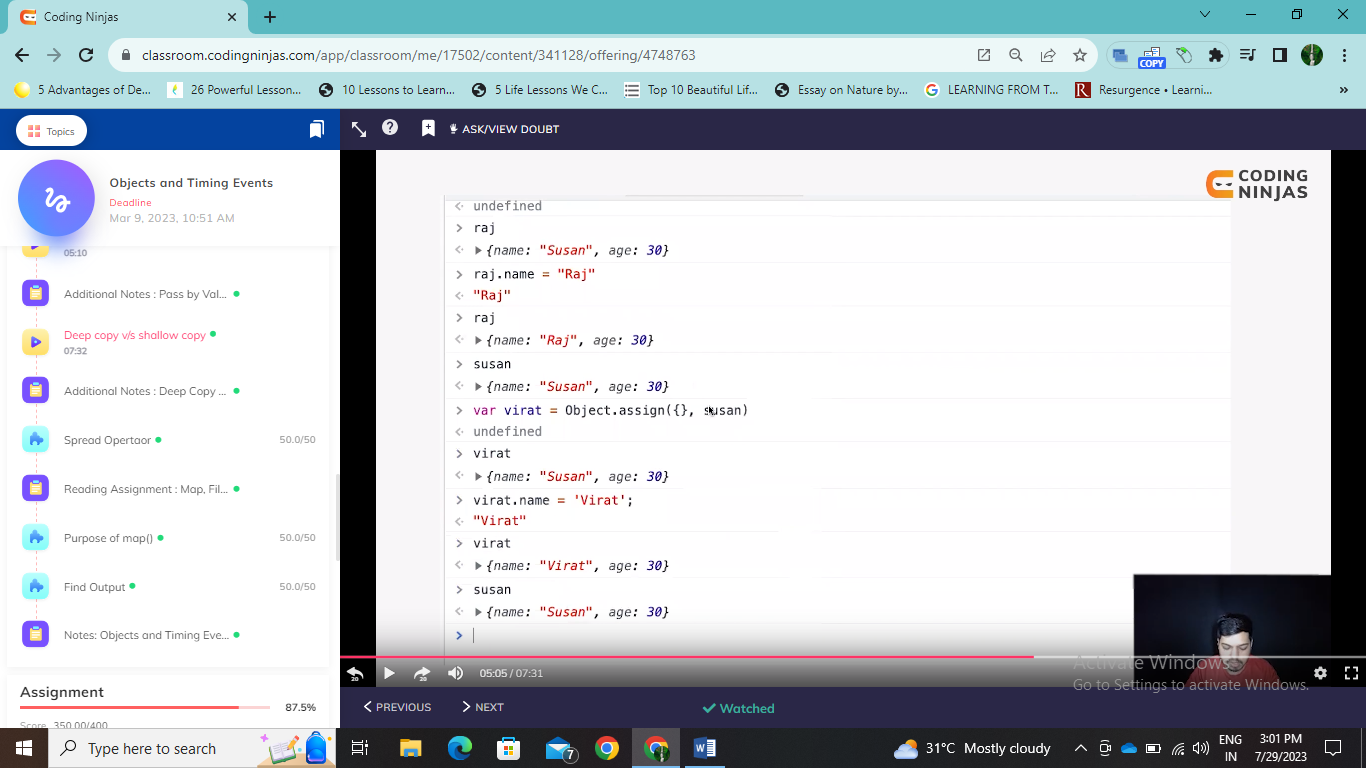 Coding Ninjas
classroom.codingninjas.com/app/classroom/me/17502/content/341128/offering/4748763
COPY
5 Advantages of De...
26 Powerful Lesson...
10 Lessons to Learn...
5 Life Lessons We C...
Top 10 Beautiful Lif...
Essay on Nature by...
LEARNING FROM T...
Resurgence • Learni...
»
Topics
ASK/VIEW DOUBT
Objects and Timing Events
Deadline
Mar 9, 2023, 10:51 AM
05:10
Additional Notes : Pass by Val...
Deep copy v/s shallow copy
07:32
Additional Notes : Deep Copy ...
Spread Opertaor
50.0/50
Reading Assignment : Map, Fil...
Purpose of map()
50.0/50
Find Output
50.0/50
Notes: Objects and Timing Eve...
Assignment
87.5%
Score 350.00/400
CODING
NINJAS
undefined
> raj
{name: "Susan", age: 30}
> raj.name = "Raj"
"Raj"
> raj
{name: "Raj", age: 30}
> susan
{name: "Susan", age: 30}
> var virat = Object.assign({}, susan)
undefined
> virat
{name: "Susan", age: 30}
> virat.name = 'Virat';
"Virat"
> virat
{name: "Virat", age: 30}
> susan
{name: "Susan", age: 30}
>
20
20
05:05 / 07:31
Activate Windows
Go to Settings to activate Windows.
PREVIOUS
NEXT
Watched
Type here to search
7
31°C Mostly cloudy
ENG
IN
3:01 PM
7/29/2023